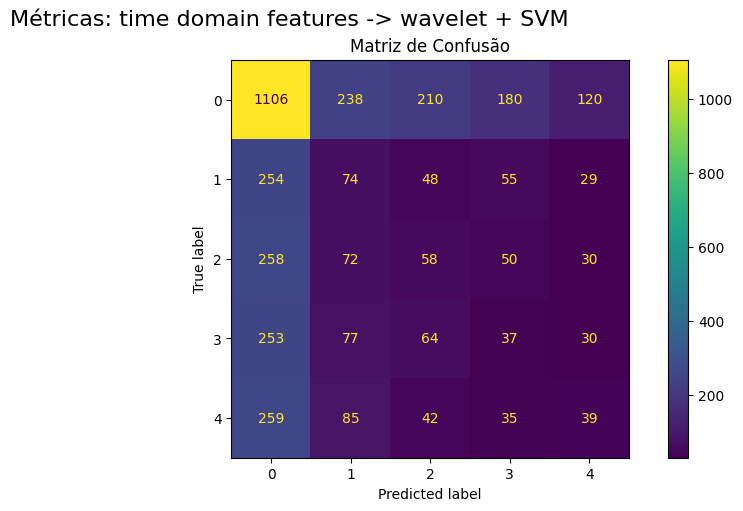 Métricas: time domain features -> wavelet + SVM
Matriz de Confusão
0 1106 238 210 180 120
1 254 74 48 55 29
2 258 72 58 50 30
3 253 77 64 37 30
4 259 85 42 35 39
0 1 2 3 4
True label
Predicted label
1000
800
600
400
200